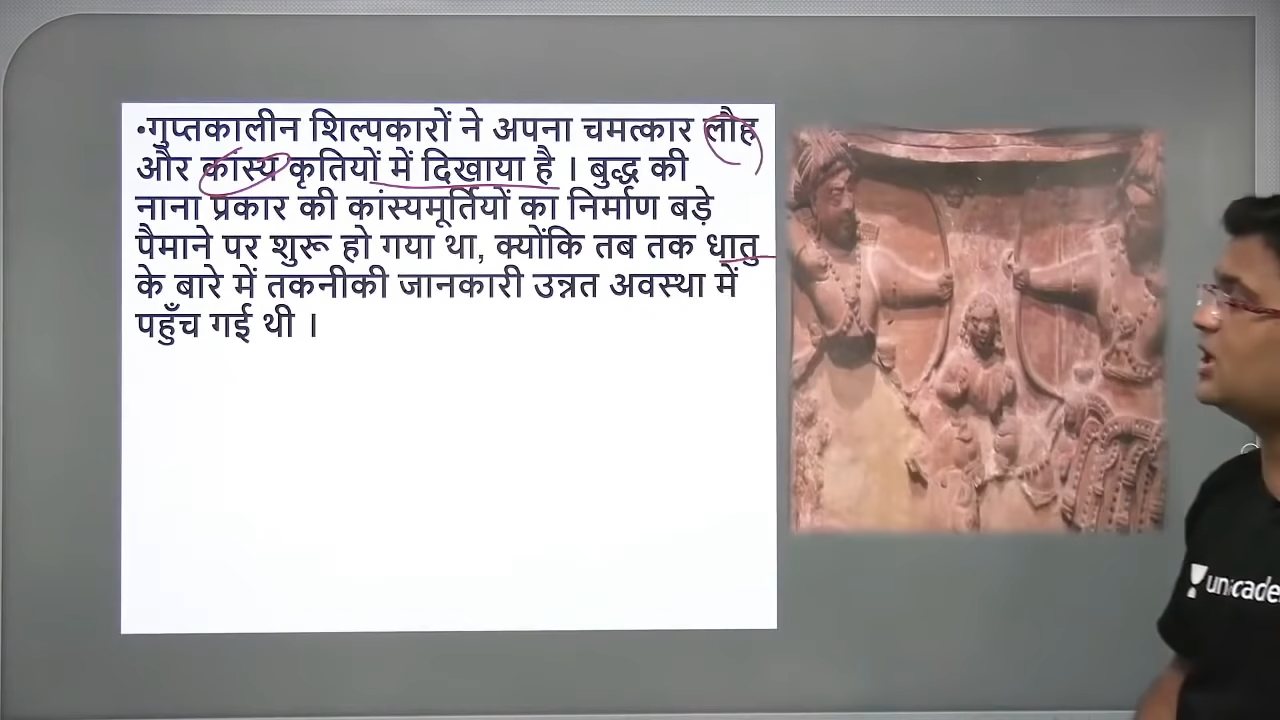 •गुप्तकालीन शिल्पकारों ने अपना चमत्कार लौह
और कांस्य कृतियों में दिखाया है । बुद्ध की
नाना प्रकार की कांस्यमूर्तियों का निर्माण बड़े
पैमाने पर शुरू हो गया था, क्योंकि तब तक धातु
के बारे में तकनीकी जानकारी उन्नत अवस्था में
पहुँच गई थी ।